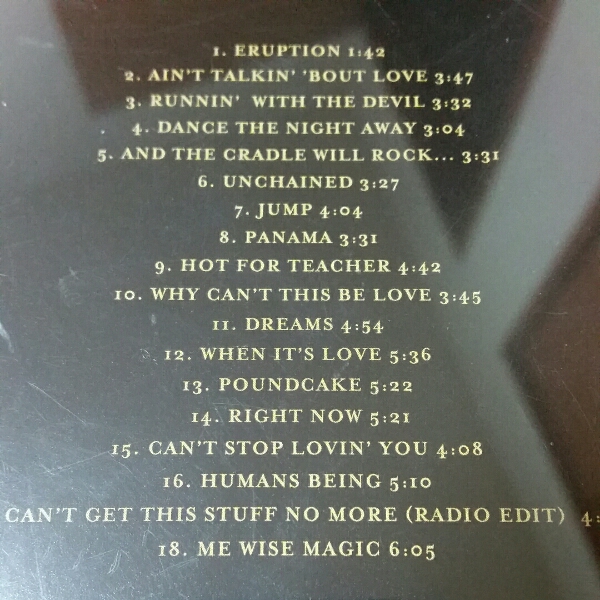 1. ERUPTION 1:42
2. AIN'T TALKIN' 'BOUT LOVE 3:47
3. RUNNIN' WITH THE DEVIL 3:32
4. DANCE THE NIGHT AWAY 3:04
5. AND THE CRADLE WILL ROCK... 3:31
6. UNCHAINED 3:27
7. JUMP 4:04
8. PANAMA 3:31
9. HOT FOR TEACHER 4:42
10. WHY CAN'T THIS BE LOVE 3:45
11. DREAMS 4:54
12. WHEN IT'S LOVE 5:36
13. POUNDCAKE 5:22
14. RIGHT NOW 5:21
15. CAN'T STOP LOVIN' YOU 4:08
16. HUMANS BEING 5:10
CAN'T GET THIS STUFF NO MORE (RADIO EDIT) 4:
18. ME WISE MAGIC 6:05